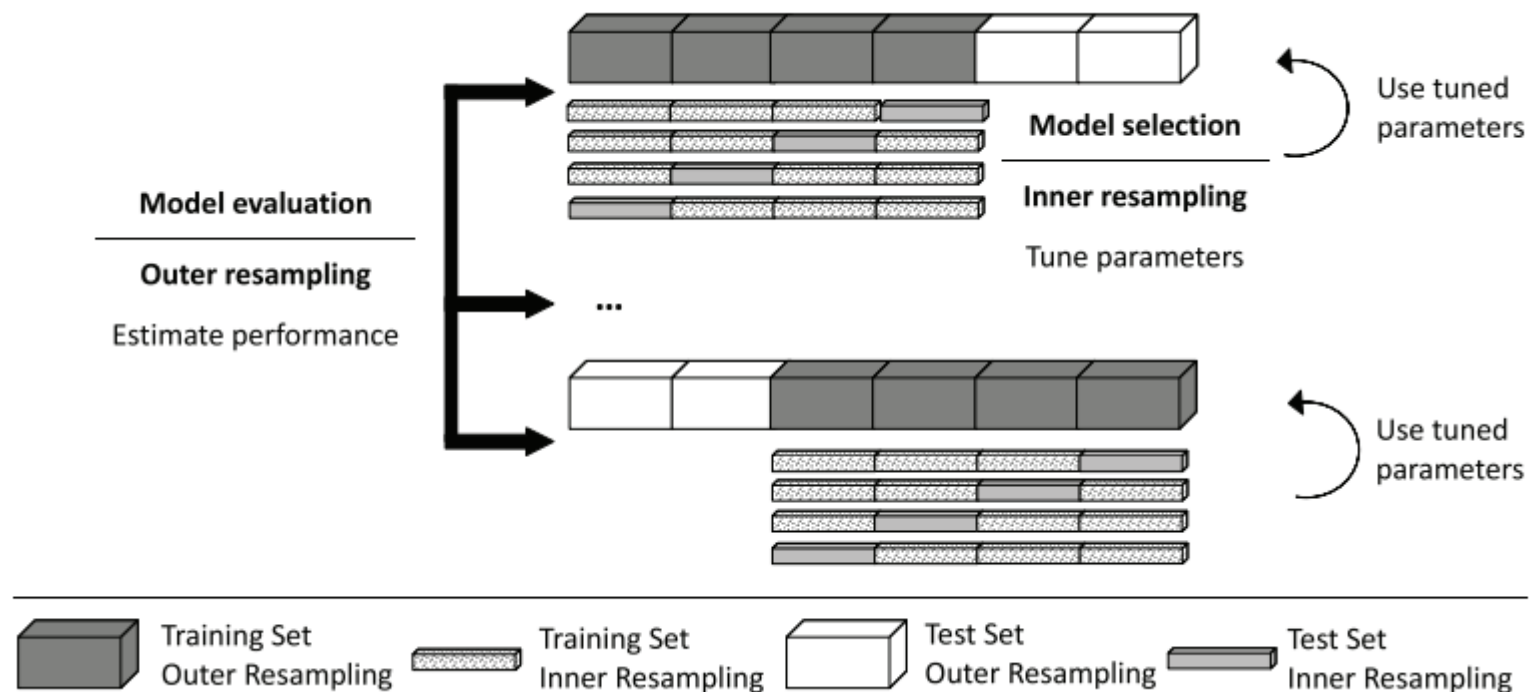 Model evaluation
Outer resampling
Estimate performance
Model selection
Inner resampling
Tune parameters
Use tuned
parameters
...
Use tuned
parameters
Training Set
Outer Resampling
Training Set
Inner Resampling
Test Set
Outer Resampling
Test Set
Inner Resampling